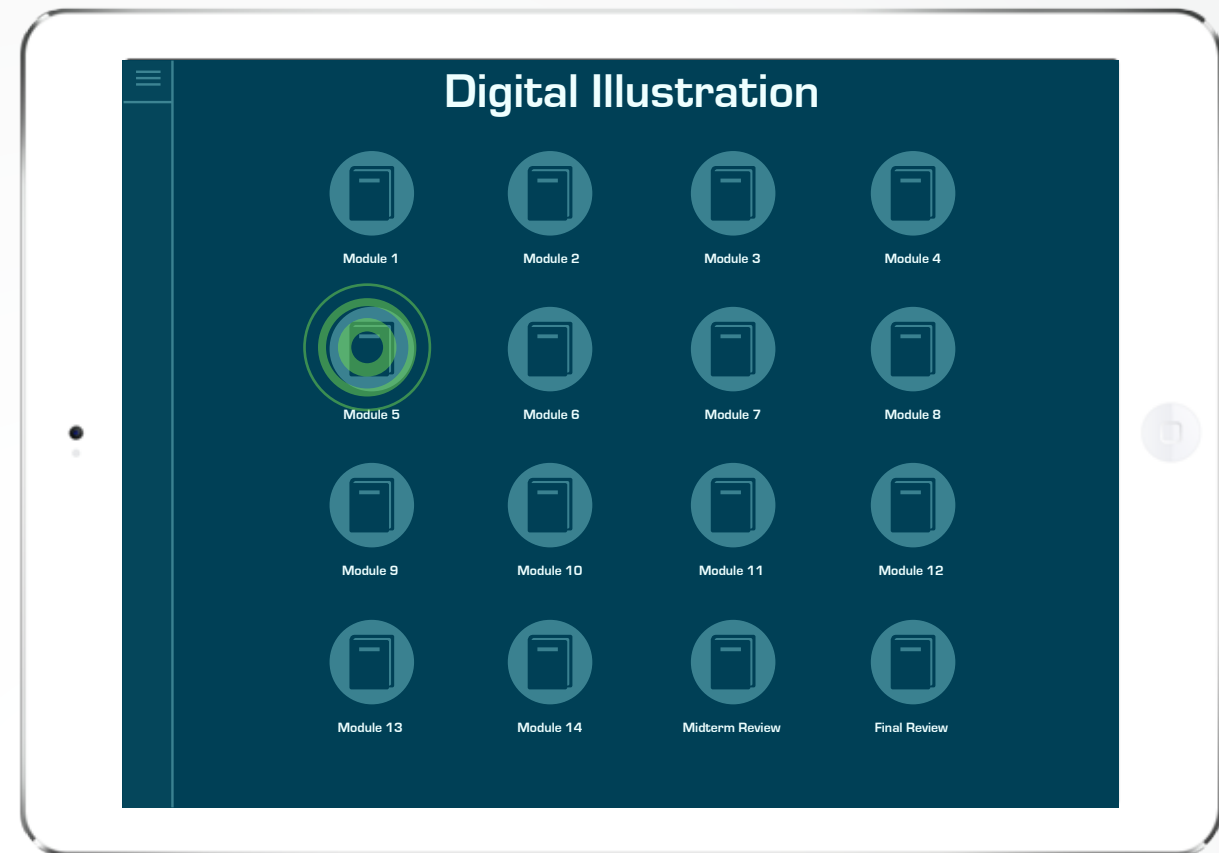 Digital Illustration
Module 1
Module 2
Module 3
Module 4
Module 5
Module 6
Module 7
Module 8
Module 9
Module 10
Module 11
Module 12
Module 13
Module 14
Midterm Review
Final Review